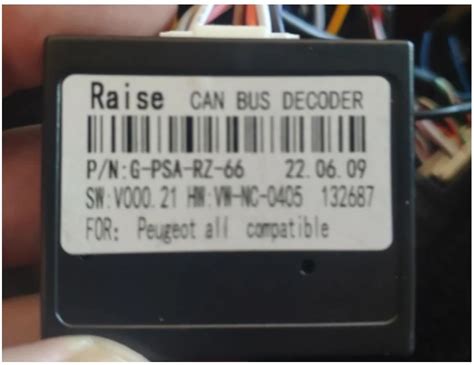 Raise CAN BUS DECODER
P/N:G-PSA-RZ-66 22.06.09
SW:V000.21 HW:VW-NC-0405 132687
FOR: Peugeot all compatible